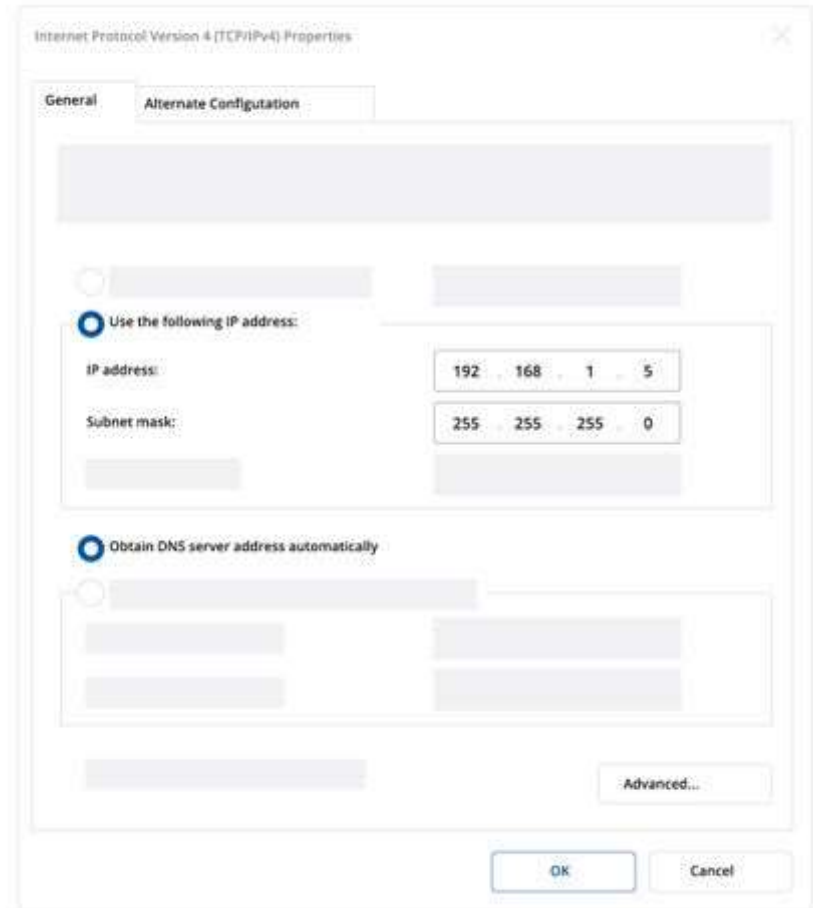 Internet Protocol Version 4 (TCP/IPv4) Properties
General
Alternate Configutation
Use the following IP address:
IP address:
192 . 168 . 1 . 5
Subnet mask:
255 . 255 . 255 . 0
Obtain DNS server address automatically
Advanced...
OK
Cancel